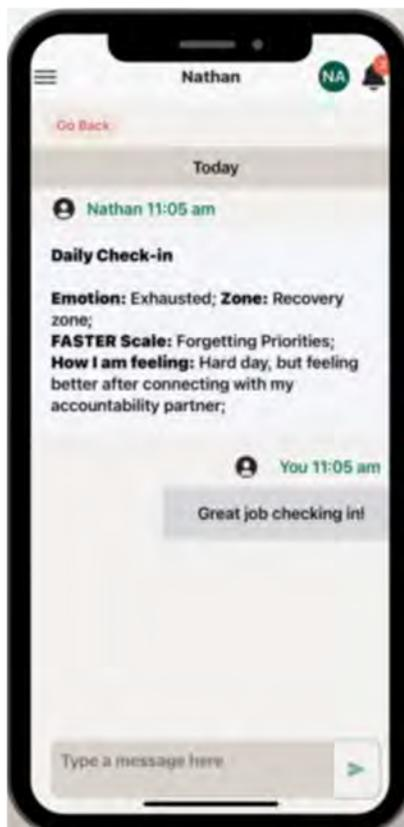 Nathan
NA
Go Back
Today
Nathan 11:05 am
Daily Check-in
Emotion: Exhausted; Zone: Recovery
zone;
FASTER Scale: Forgetting Priorities;
How I am feeling: Hard day, but feeling
better after connecting with my
accountability partner;
You 11:05 am
Great job checking in!
Type a message here